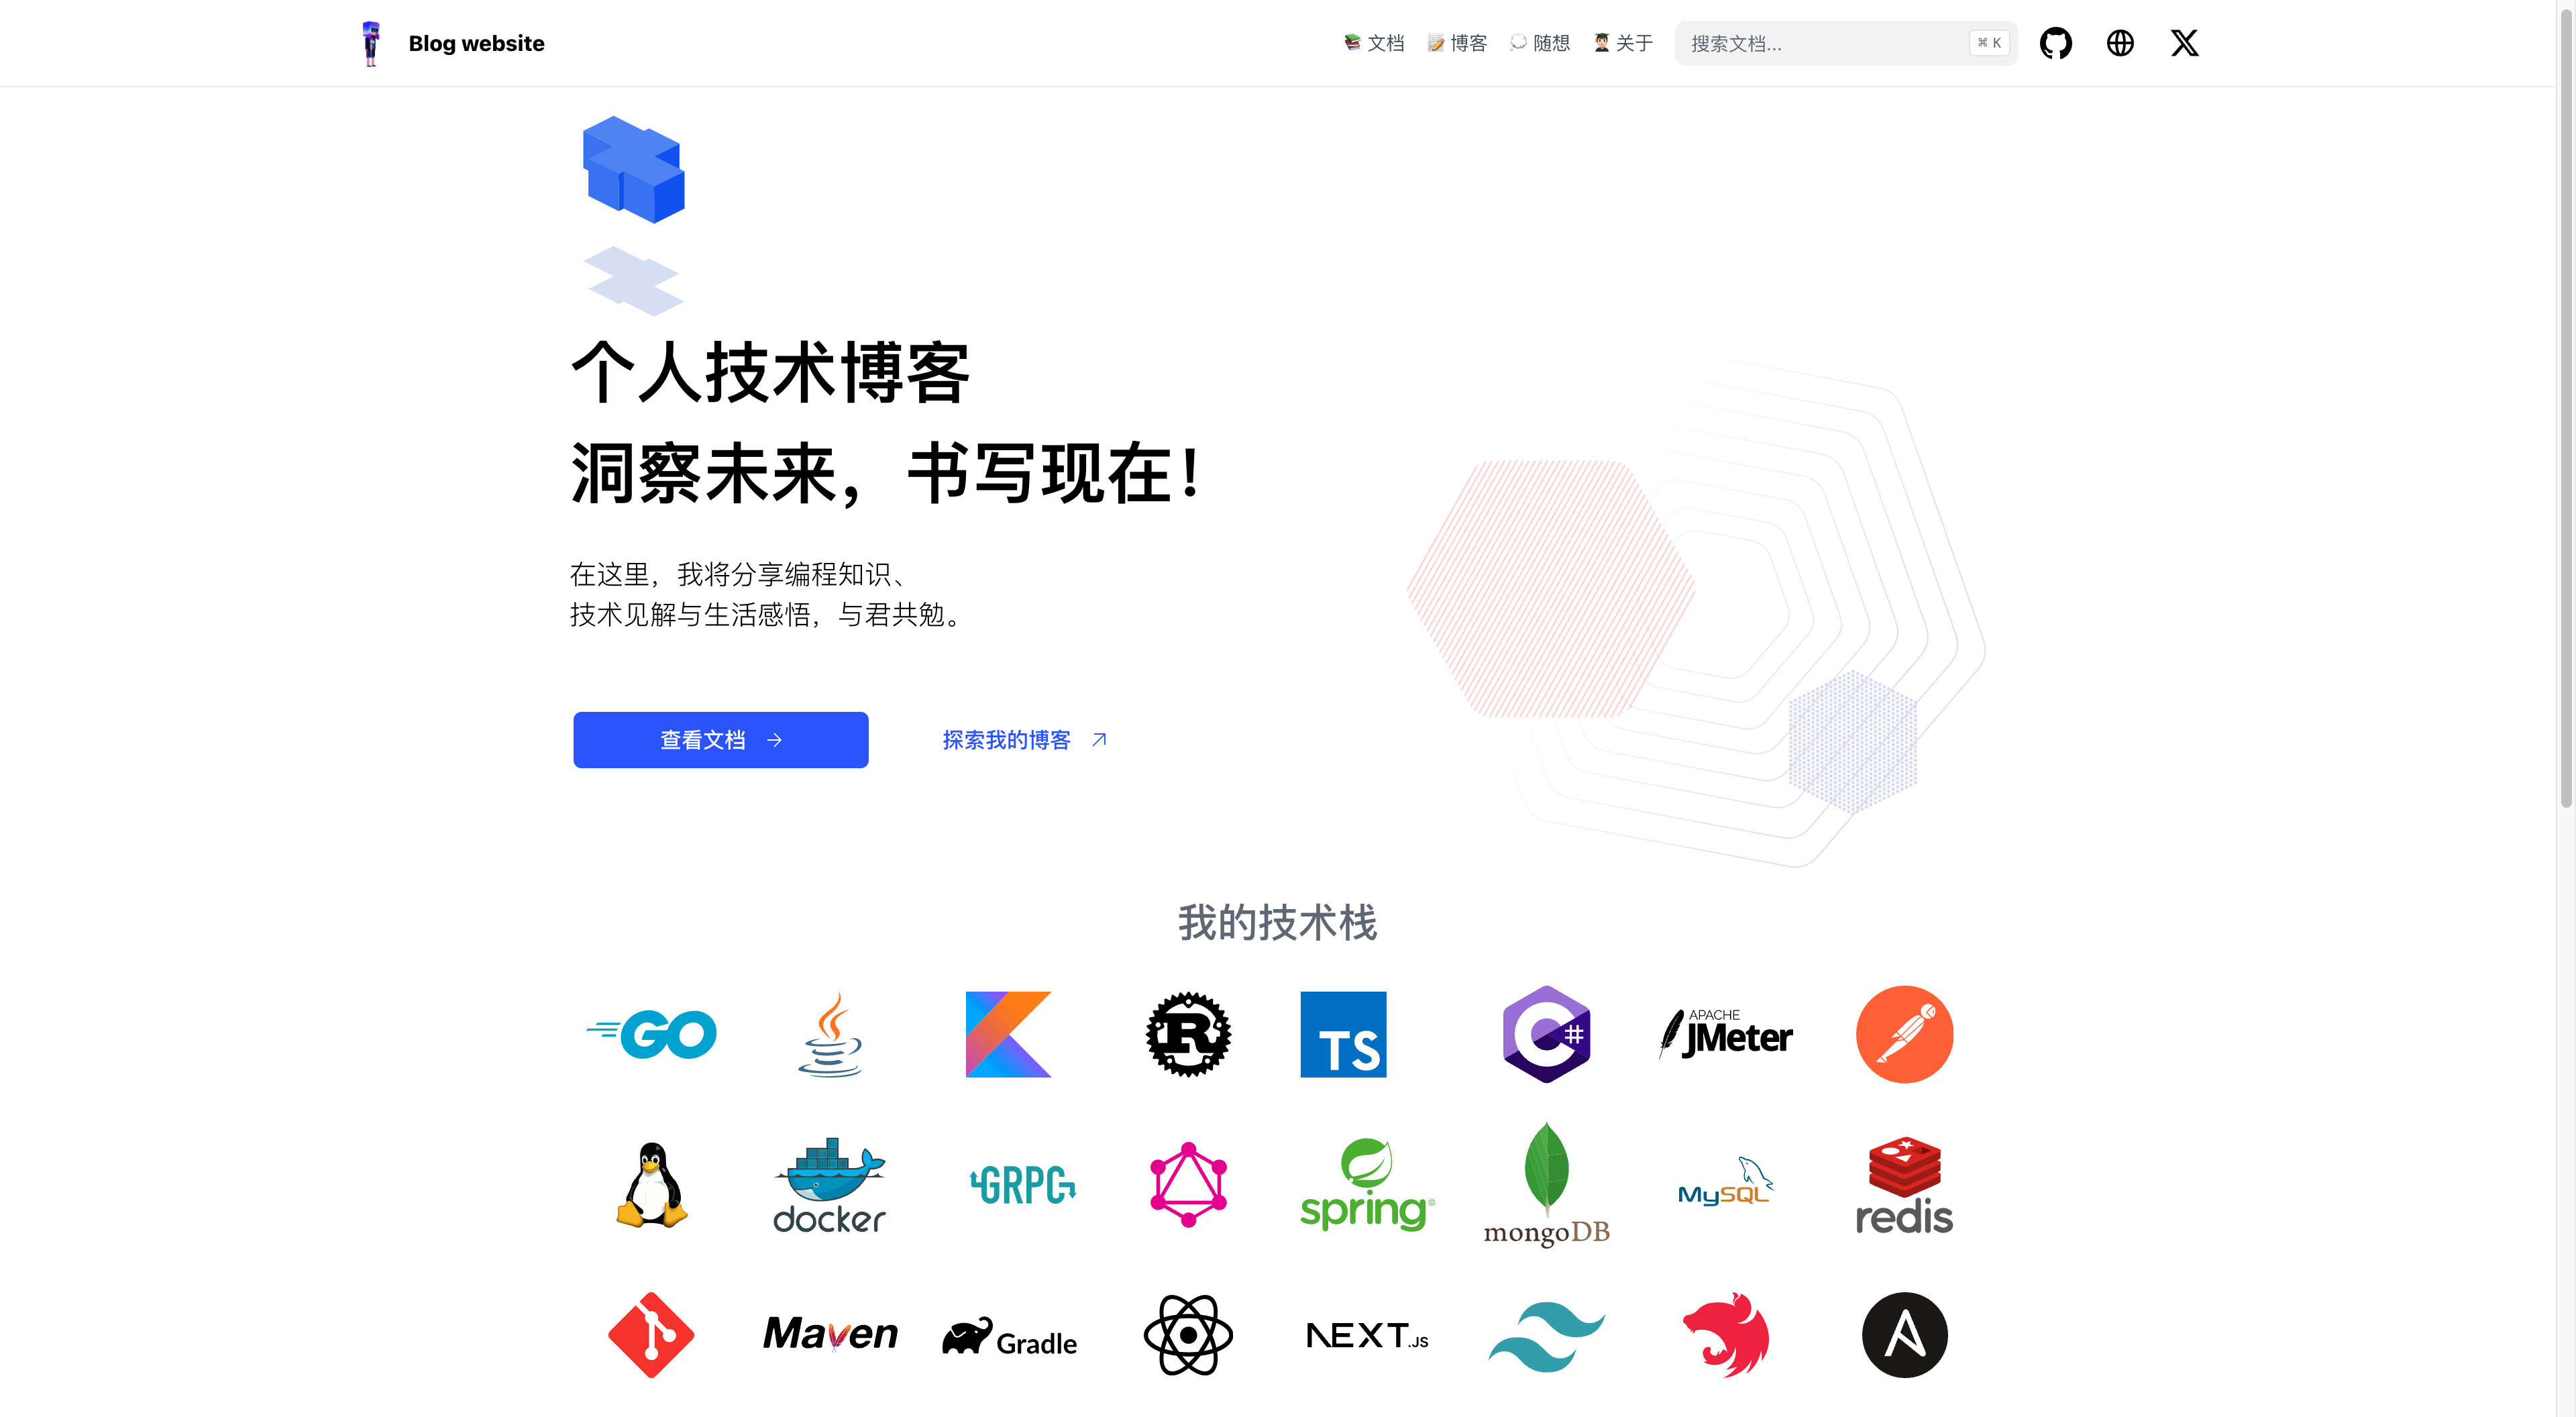 Blog website
📚 文档 📝 博客 💭 随想 👨🏻‍🎓 关于 搜索文档... ⌘ K
个人技术博客
洞察未来，书写现在！
在这里，我将分享编程知识、
技术见解与生活感悟，与君共勉。
查看文档 →
探索我的博客 ↗
我的技术栈
GO
R
TS
C#
APACHE
JMeter
docker
GRPC
spring®
mongoDB
MySQL
redis
Maven
Gradle
NEXT.JS
A